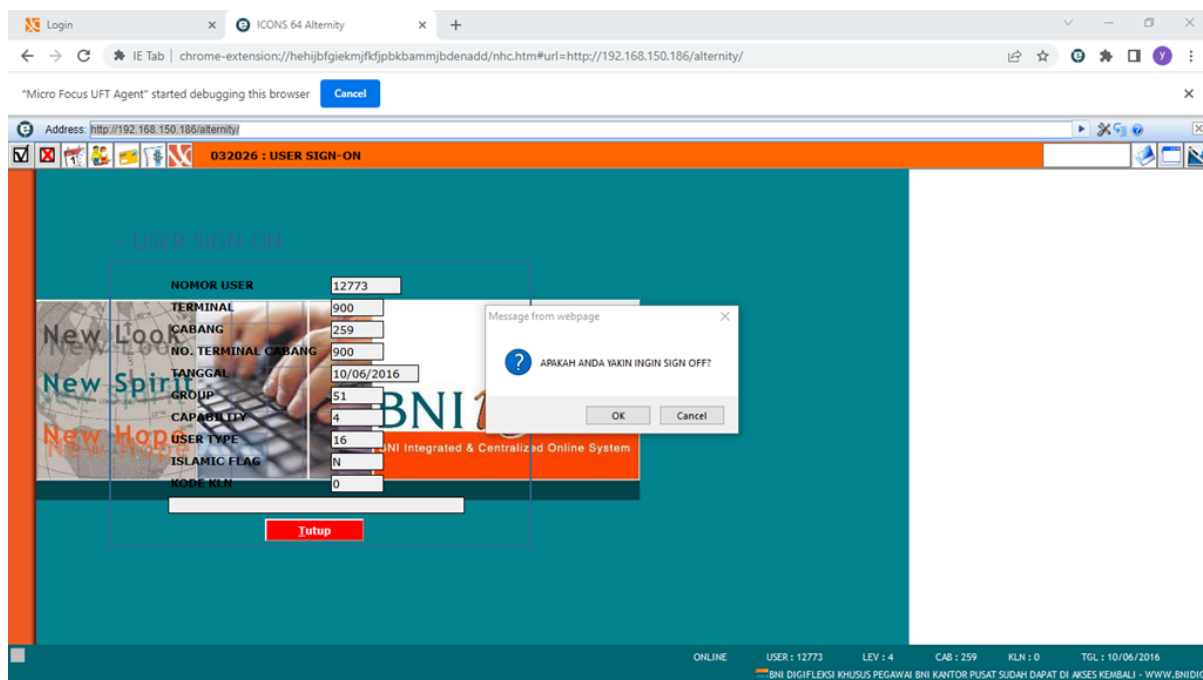 Login
ICONS 64 Alternity
IE Tab | chrome-extension://hehijbfgiekmjfkfjpbkbammjbdenadd/nhc.htm#url=http://192.168.150.186/alternity/
"Micro Focus UFT Agent" started debugging this browser Cancel
Address: http://192.168.150.186/alternity/
032026 : USER SIGN-ON
- USER SIGN-ON
NOMOR USER 12773
TERMINAL 900
CABANG 259
NO. TERMINAL CABANG 900
TANGGAL 10/06/2016
GROUP 51
CAPABILITY 4
USER TYPE 16
ISLAMIC FLAG N
KODE KLN 0
Tutup
New Look
New Spirit
New Hope
BNI
BNI Integrated & Centralized Online System
Message from webpage
APAKAH ANDA YAKIN INGIN SIGN OFF?
OK Cancel
ONLINE USER : 12773 LEV : 4 CAB : 259 KLN : 0 TGL : 10/06/2016
BNI DIGIFLEKSI KHUSUS PEGAWAI BNI KANTOR PUSAT SUDAH DAPAT DI AKSES KEMBALI - WWW.BNIDIG